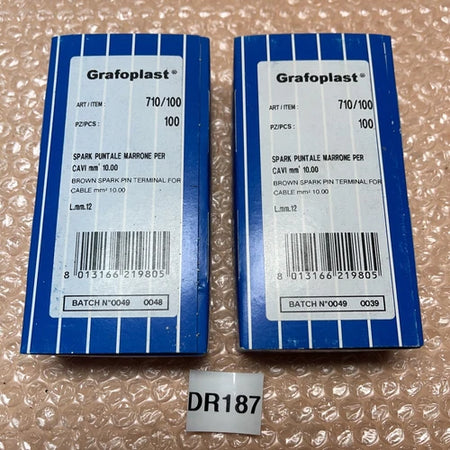 Grafoplast®
ART/ITEM: 710/100
PZ/PCS: 100
SPARK PUNTALE MARRONE PER
CAVI mm² 10.00
BROWN SPARK PIN TERMINAL FOR
CABLE mm² 10.00
L.mm.12
8 013166 219805
BATCH N°0049 0048
Grafoplast®
ART/ITEM: 710/100
PZ/PCS: 100
SPARK PUNTALE MARRONE PER
CAVI mm² 10.00
BROWN SPARK PIN TERMINAL FOR
CABLE mm² 10.00
L.mm.12
8 013166 219805
BATCH N°0049 0039
DR187